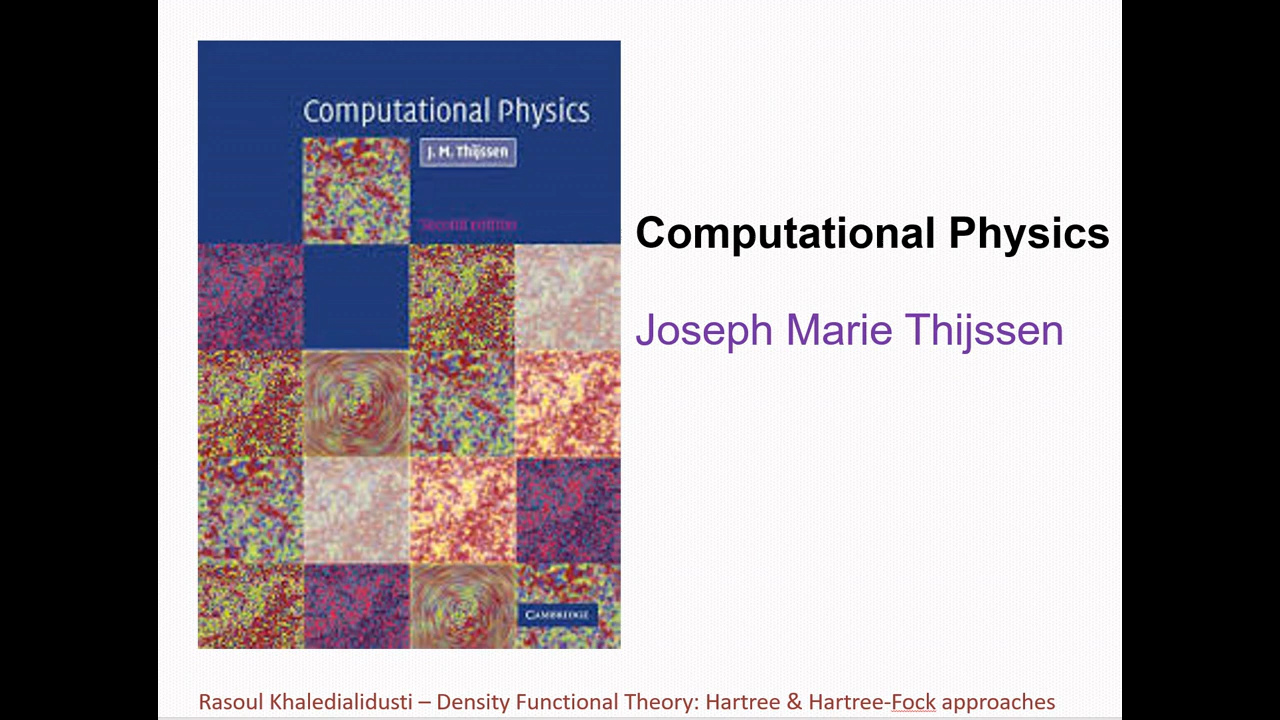 Computational Physics
J. M. Thijssen
Second edition
CAMBRIDGE
Computational Physics
Joseph Marie Thijssen
Rasoul Khaledialidusti – Density Functional Theory: Hartree & Hartree-Fock approaches